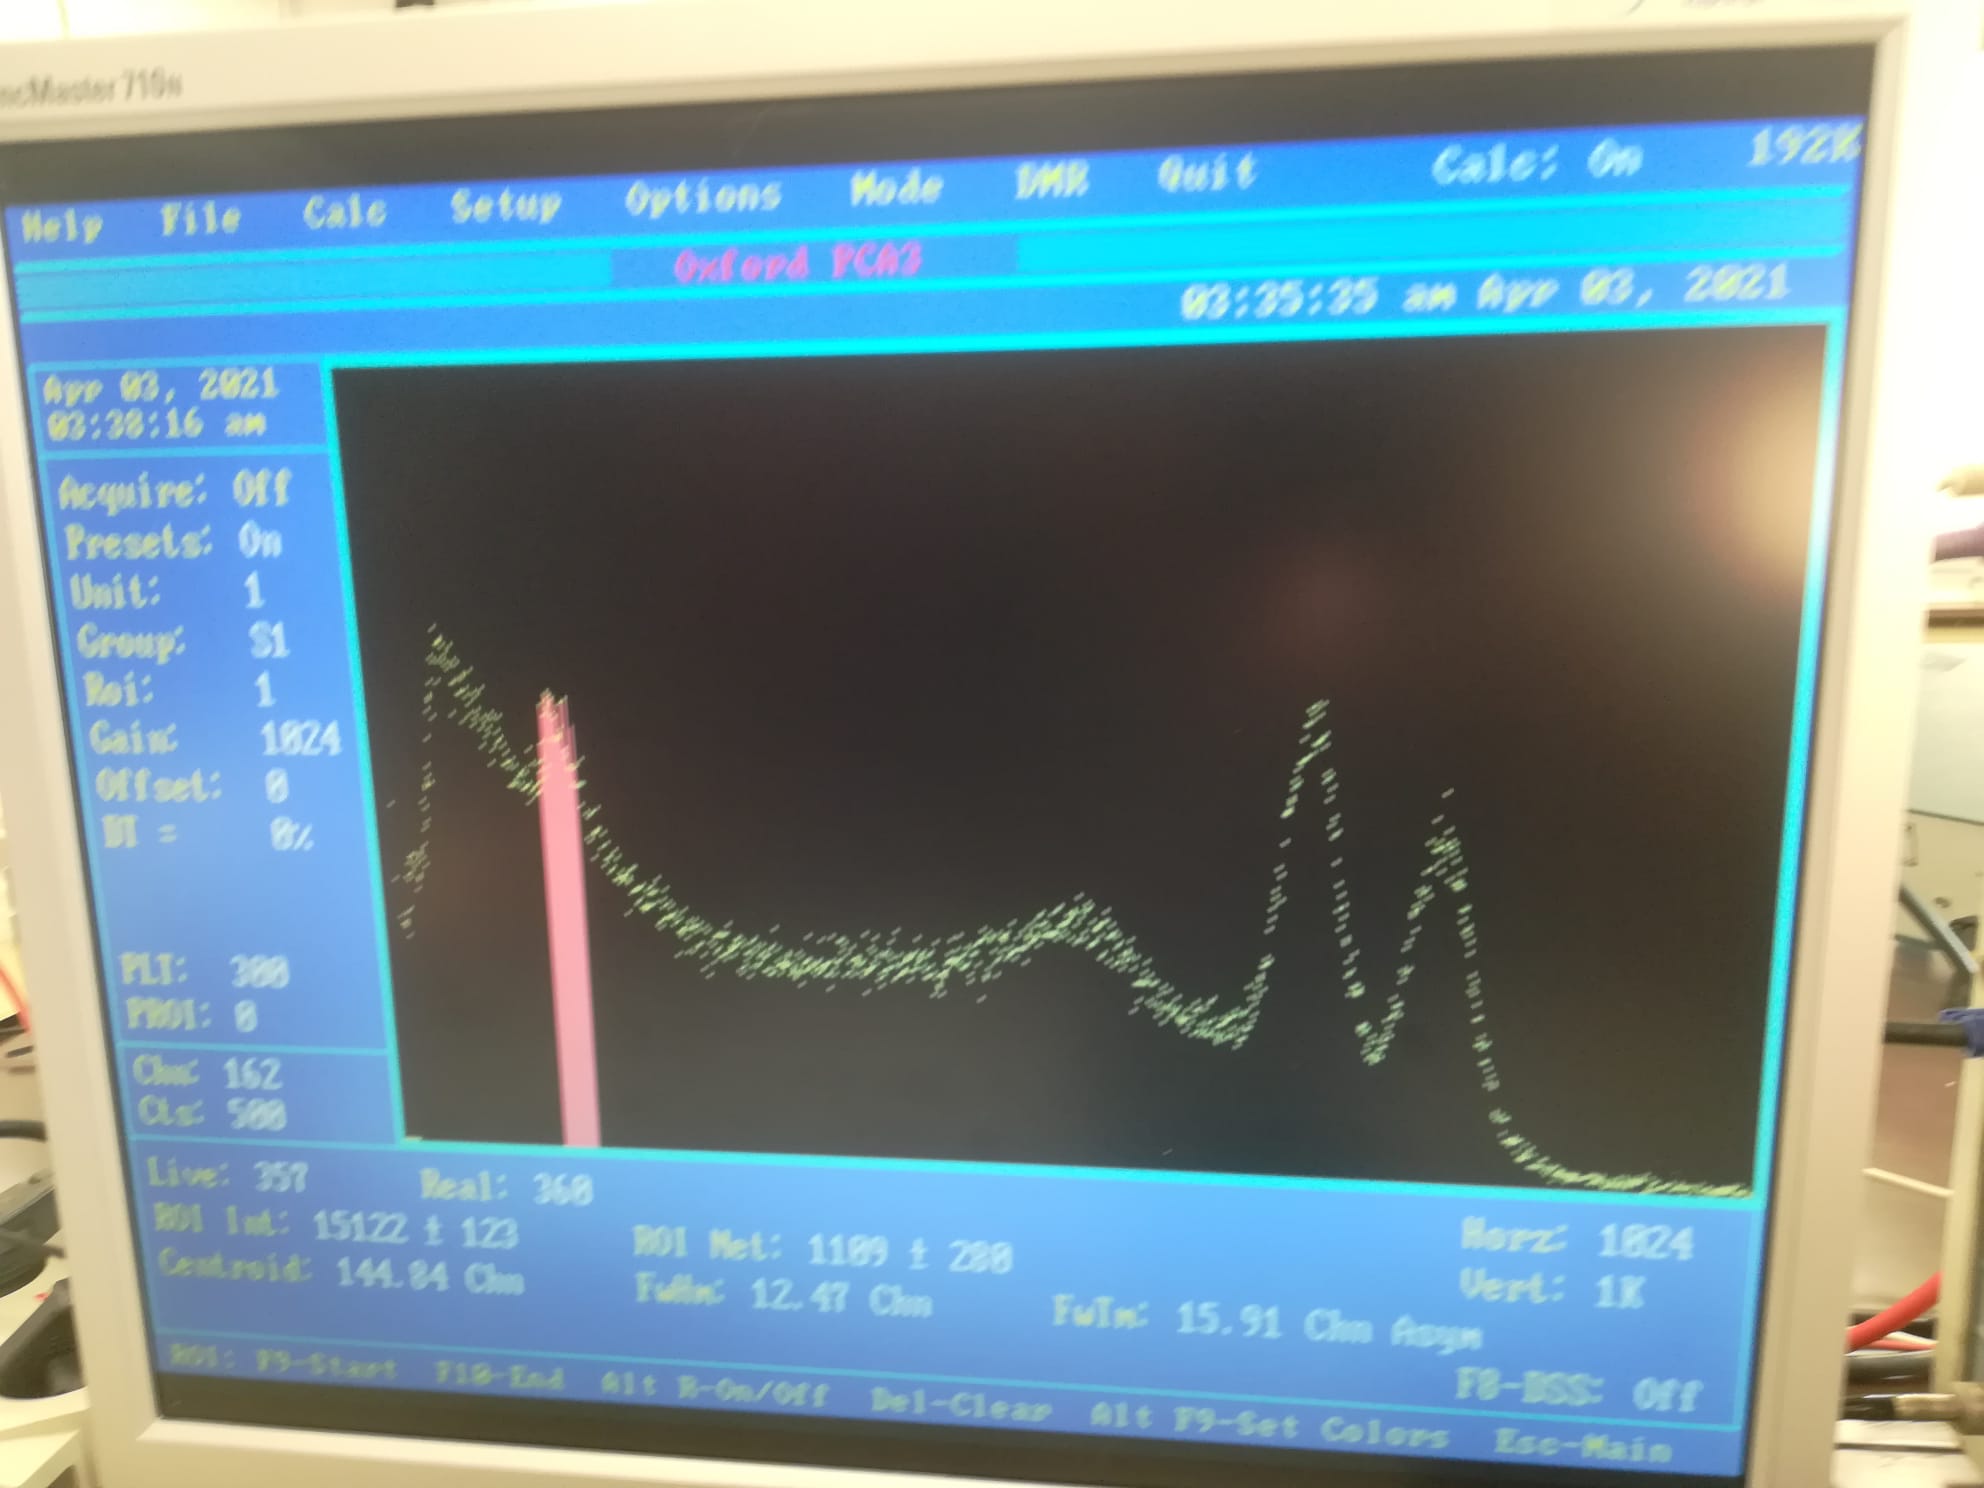 ncMaster 710n
Help File Calc Setup Options Mode DMR Quit Calc: On 192%
Oxford PCA3
03:35:35 am Apr 03, 2021
Apr 03, 2021
03:38:16 am
Acquire: Off
Presets: On
Unit: 1
Group: S1
Roi: 1
Gain: 1024
Offset: 0
DT = 0%
PLT: 300
PROI: 0
Chn: 162
Cts: 500
Live: 357 Real: 360
ROI Int: 15122 ± 123 ROI Net: 1109 ± 280 Horz: 1024
Centroid: 144.84 Chn FwHm: 12.47 Chn FwTm: 15.91 Chn Asym Vert: 1K
F8-DSS: Off
ROI: F9-Start F10-End Alt R-On/Off Del-Clear Alt F9-Set Colors Esc-Main